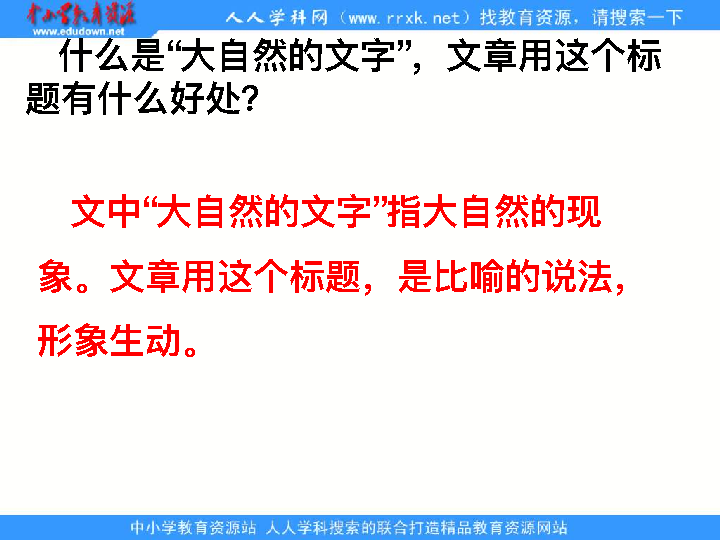 中小学教育资源
www.edudown.net
人人学科网（www.rrxk.net）找教育资源，请搜索一下
什么是“大自然的文字”，文章用这个标
题有什么好处？
文中“大自然的文字”指大自然的现
象。文章用这个标题，是比喻的说法，
形象生动。
中小学教育资源站 人人学科搜索的联合打造精品教育资源网站